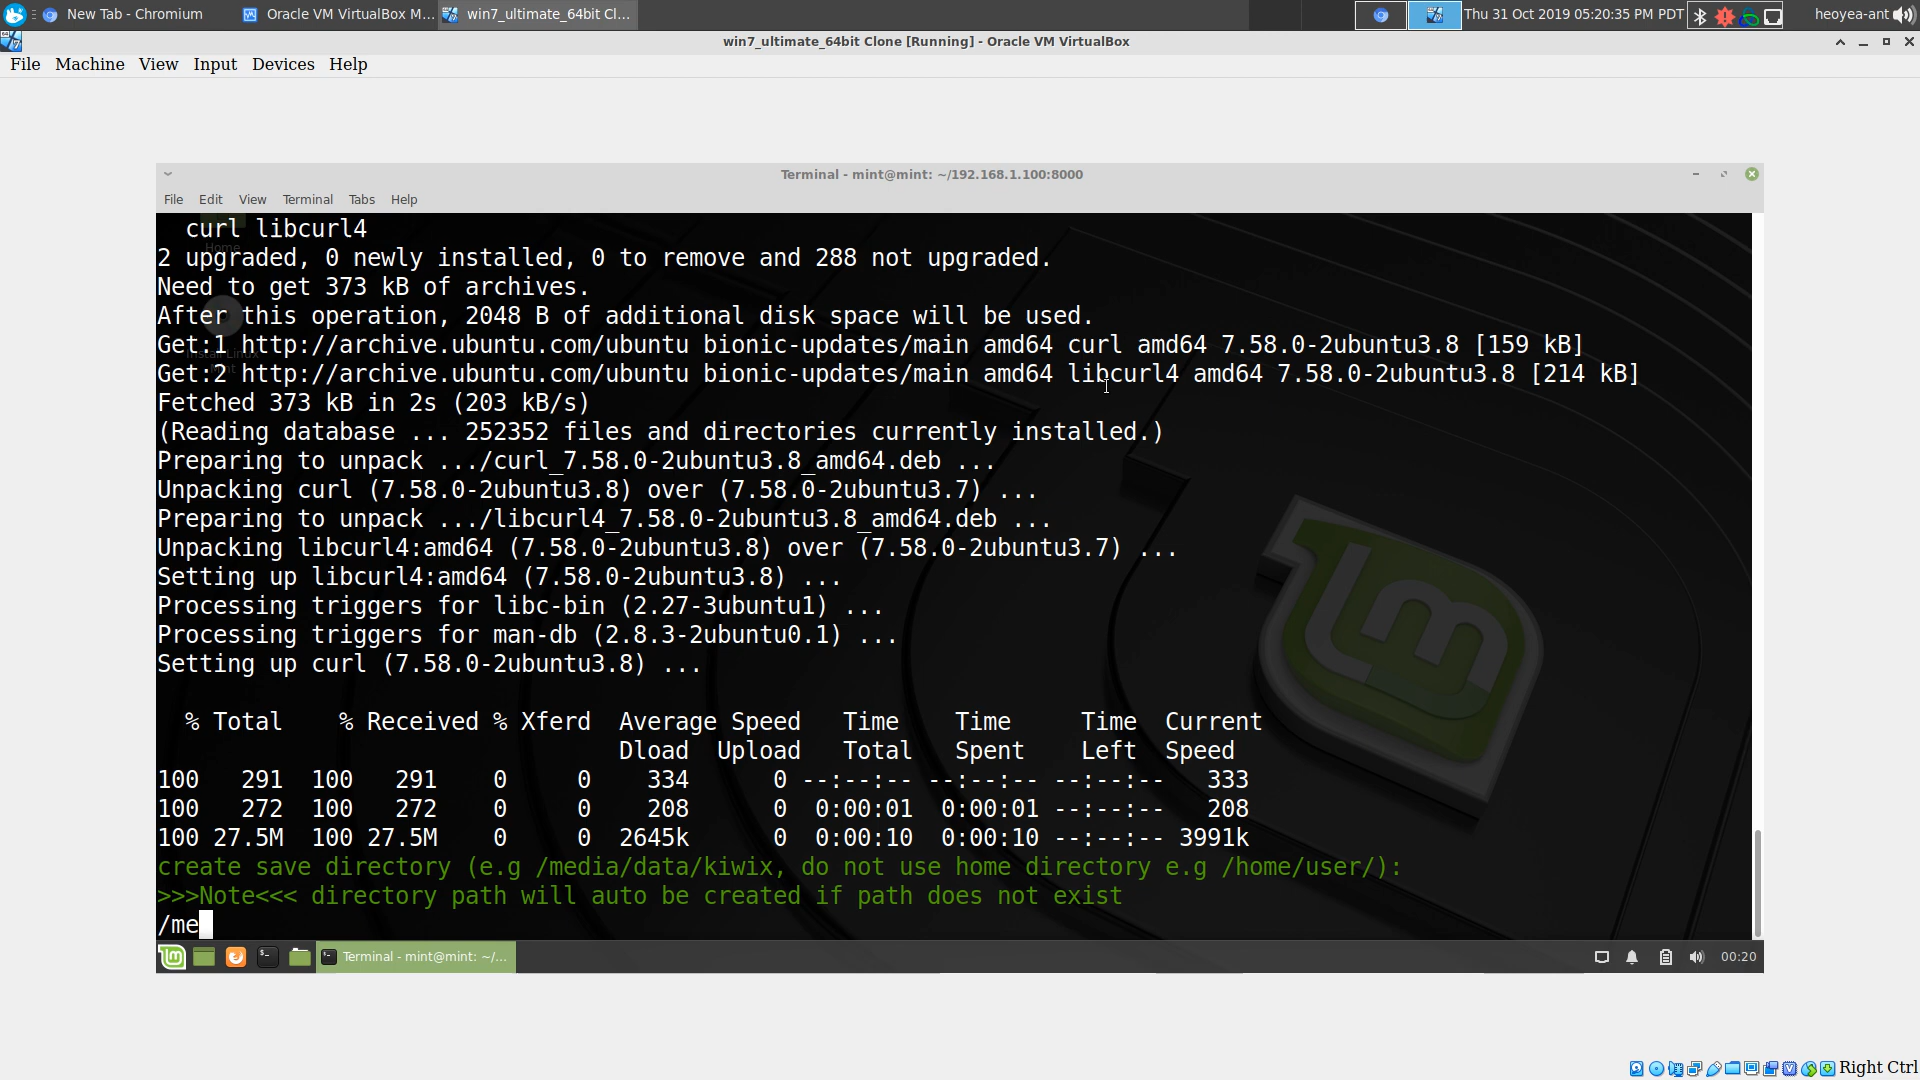 New Tab - Chromium
Oracle VM VirtualBox M...
win7_ultimate_64bit Cl...
Thu 31 Oct 2019 05:20:35 PM PDT
heoyea-ant
win7_ultimate_64bit Clone [Running] - Oracle VM VirtualBox
File Machine View Input Devices Help
Terminal - mint@mint: ~/192.168.1.100:8000
File Edit View Terminal Tabs Help
curl libcurl4
Home
2 upgraded, 0 newly installed, 0 to remove and 288 not upgraded.
Need to get 373 kB of archives.
After this operation, 2048 B of additional disk space will be used.
Get:1 http://archive.ubuntu.com/ubuntu bionic-updates/main amd64 curl amd64 7.58.0-2ubuntu3.8 [159 kB]
Install Linux
Get:2 http://archive.ubuntu.com/ubuntu bionic-updates/main amd64 libcurl4 amd64 7.58.0-2ubuntu3.8 [214 kB]
Fetched 373 kB in 2s (203 kB/s)
(Reading database ... 252352 files and directories currently installed.)
Preparing to unpack .../curl_7.58.0-2ubuntu3.8_amd64.deb ...
Unpacking curl (7.58.0-2ubuntu3.8) over (7.58.0-2ubuntu3.7) ...
Preparing to unpack .../libcurl4_7.58.0-2ubuntu3.8_amd64.deb ...
Unpacking libcurl4:amd64 (7.58.0-2ubuntu3.8) over (7.58.0-2ubuntu3.7) ...
Setting up libcurl4:amd64 (7.58.0-2ubuntu3.8) ...
Processing triggers for libc-bin (2.27-3ubuntu1) ...
Processing triggers for man-db (2.8.3-2ubuntu0.1) ...
Setting up curl (7.58.0-2ubuntu3.8) ...
% Total % Received % Xferd Average Speed Time Time Time Current
Dload Upload Total Spent Left Speed
100 291 100 291 0 0 334 0 --:--:-- --:--:-- --:--:-- 333
100 272 100 272 0 0 208 0 0:00:01 0:00:01 --:--:-- 208
100 27.5M 100 27.5M 0 0 2645k 0 0:00:10 0:00:10 --:--:-- 3991k
create save directory (e.g /media/data/kiwix, do not use home directory e.g /home/user/):
>>>Note<<< directory path will auto be created if path does not exist
/me
Terminal - mint@mint: ~/...
00:20
Right Ctrl